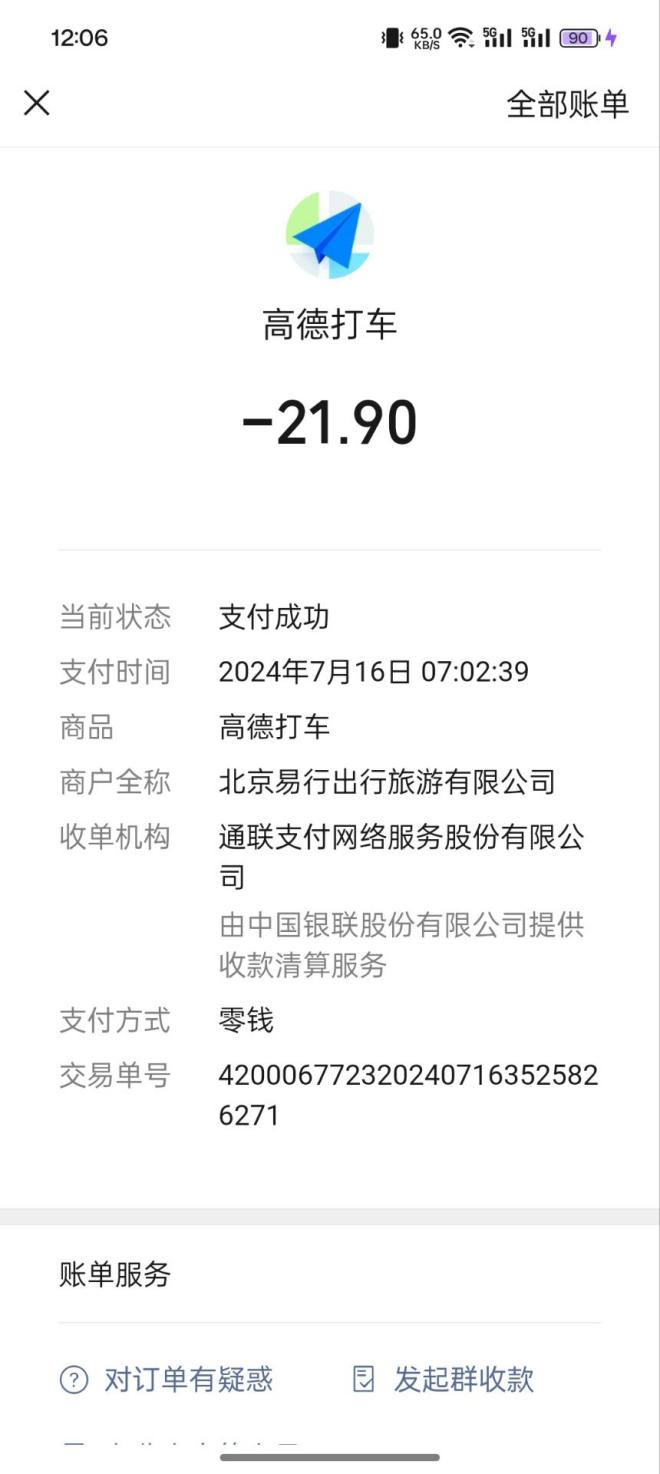 12:06
65.0
KB/S
5G
5G
90
全部账单
高德打车
-21.90
当前状态 支付成功
支付时间 2024年7月16日 07:02:39
商品 高德打车
商户全称 北京易行出行旅游有限公司
收单机构 通联支付网络服务股份有限公
司
由中国银联股份有限公司提供
收款清算服务
支付方式 零钱
交易单号 420006772320240716352582
6271
账单服务
对订单有疑惑 发起群收款